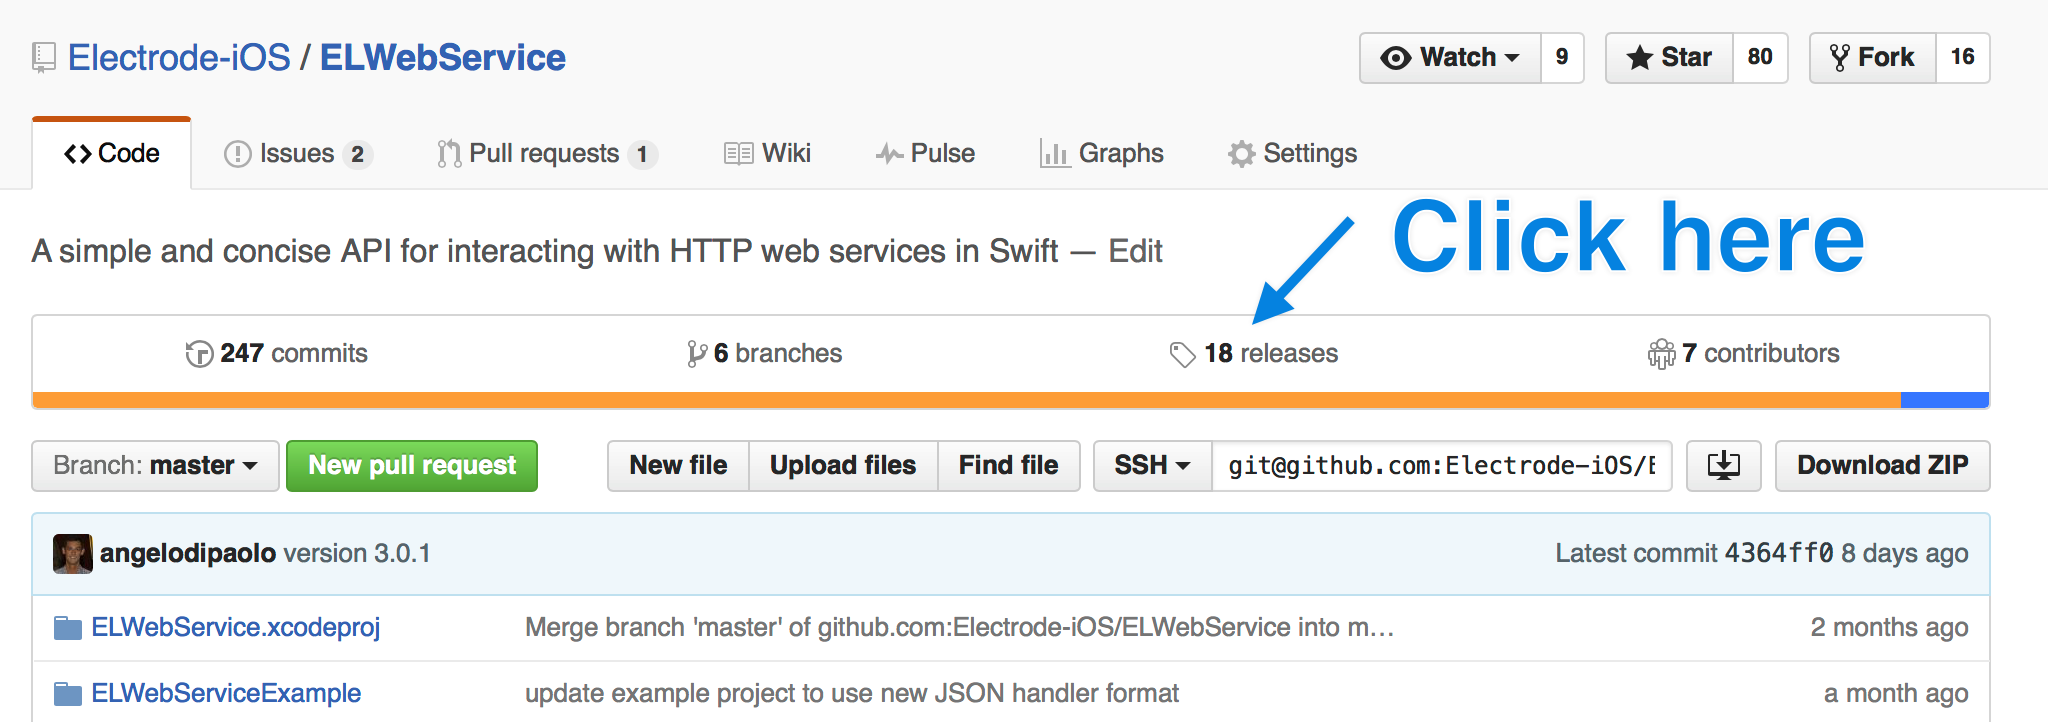 Electrode-iOS / ELWebService
Watch 9 Star 80 Fork 16
Code Issues 2 Pull requests 1 Wiki Pulse Graphs Settings
Click here
A simple and concise API for interacting with HTTP web services in Swift — Edit
247 commits 6 branches 18 releases 7 contributors
Branch: master New pull request New file Upload files Find file SSH git@github.com:Electrode-iOS/E Download ZIP
angelodipaolo version 3.0.1 Latest commit 4364ff0 8 days ago
ELWebService.xcodeproj Merge branch 'master' of github.com:Electrode-iOS/ELWebService into m… 2 months ago
ELWebServiceExample update example project to use new JSON handler format a month ago